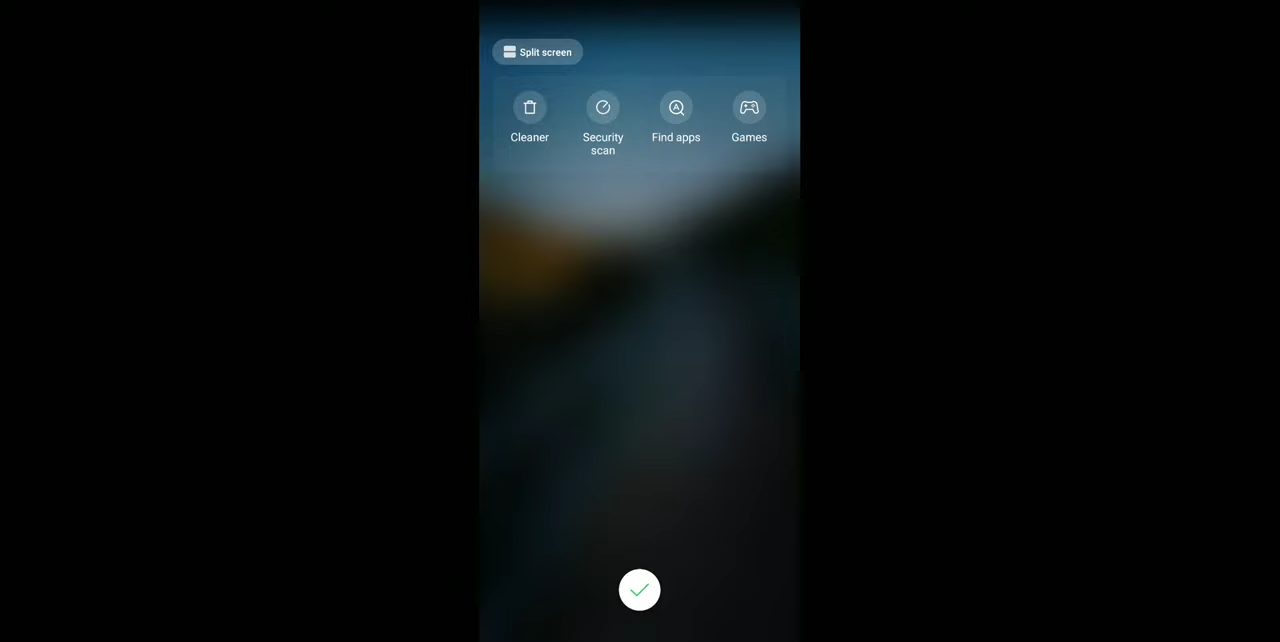 Split screen
Cleaner
Security
scan
Find apps
Games